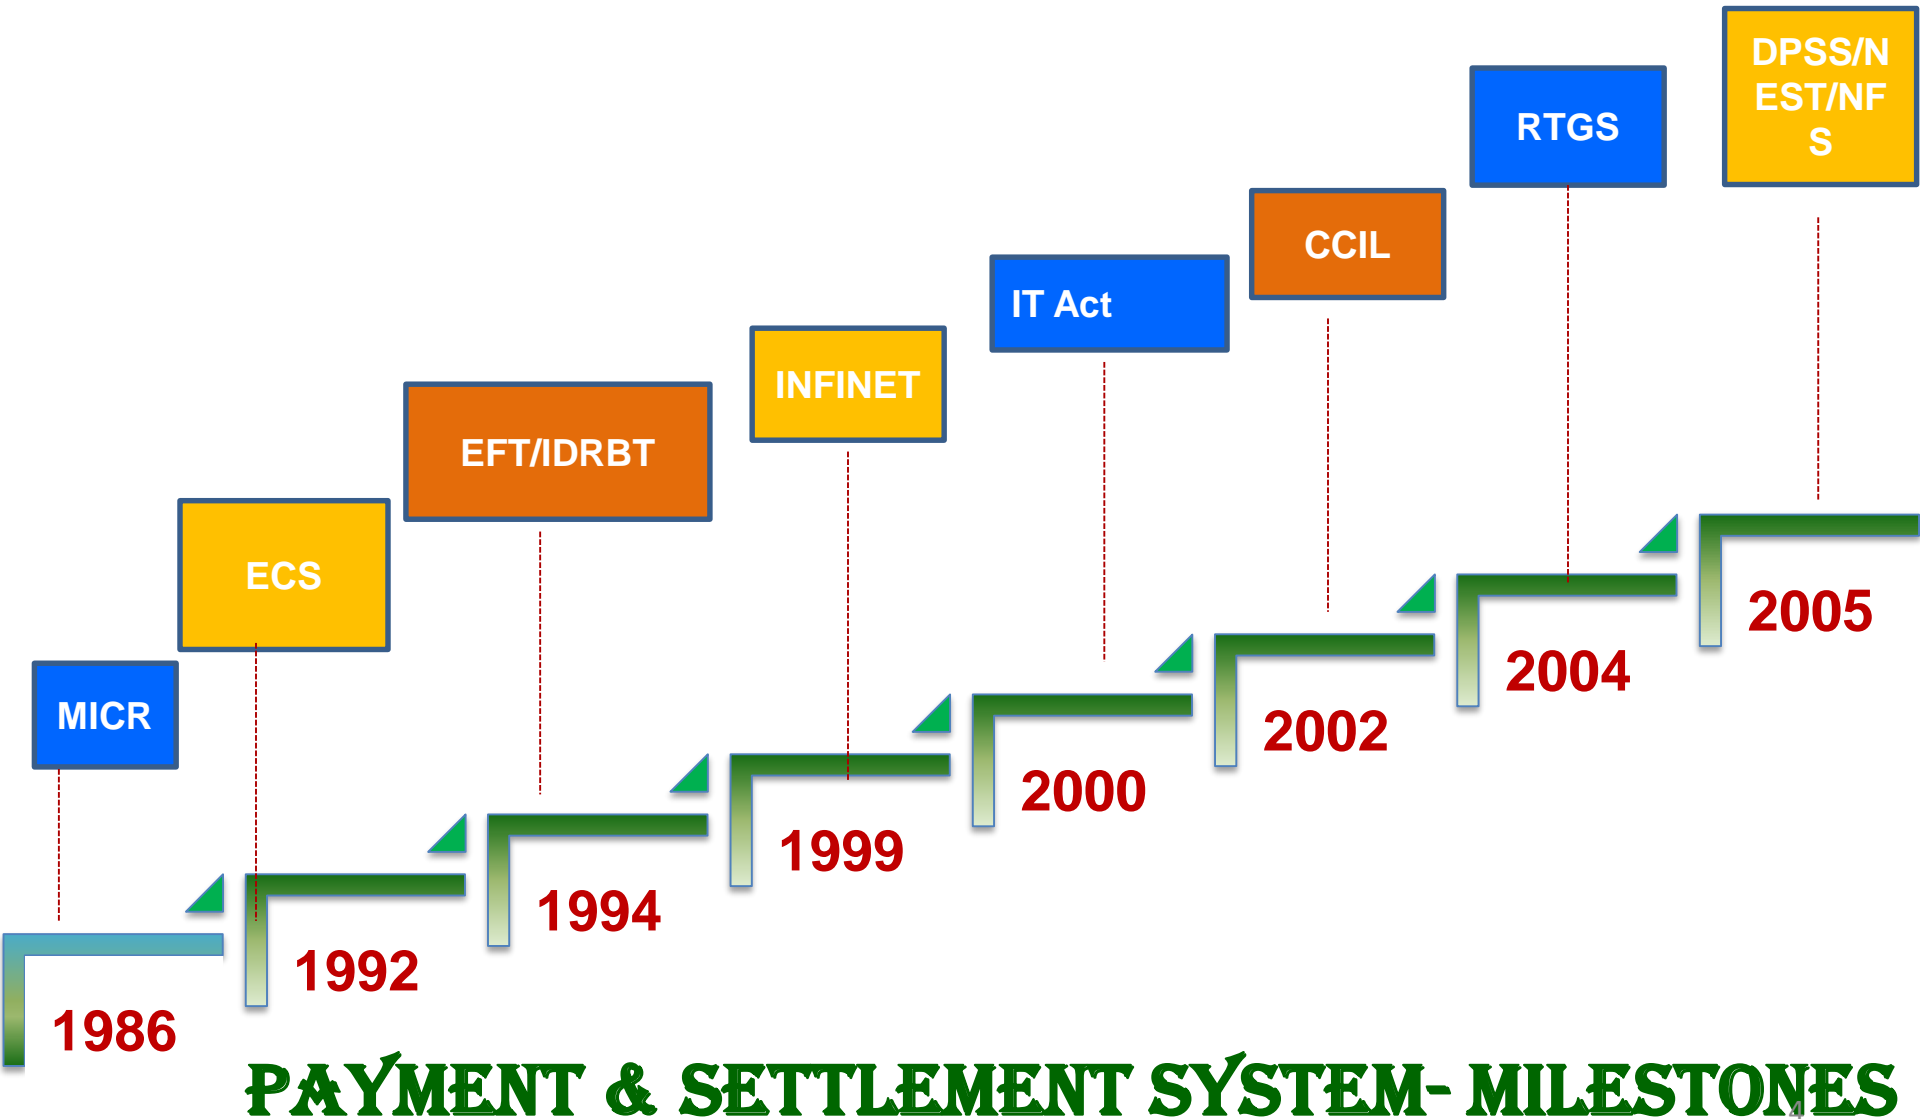 DPSS/N
EST/NF
S
RTGS
CCIL
IT Act
INFINET
EFT/IDRBT
ECS
MICR
2005
2004
2002
2000
1999
1994
1992
1986
PAYMENT & SETTLEMENT SYSTEM- MILESTONES
4